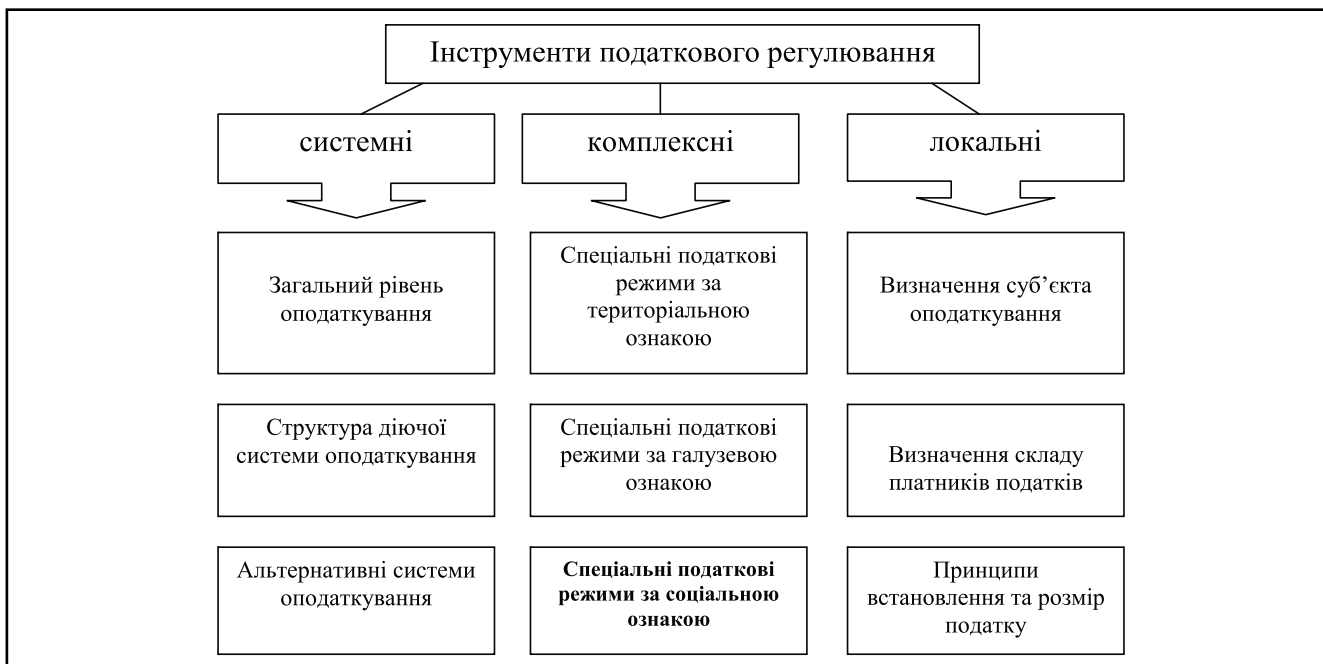 Інструменти податкового регулювання
системні
комплексні
локальні
Загальний рівень
оподаткування
Спеціальні податкові
режими за
територіальною
ознакою
Визначення суб’єкта
оподаткування
Структура діючої
системи оподаткування
Спеціальні податкові
режими за галузевою
ознакою
Визначення складу
платників податків
Альтернативні системи
оподаткування
Спеціальні податкові
режими за соціальною
ознакою
Принципи
встановлення та розмір
податку